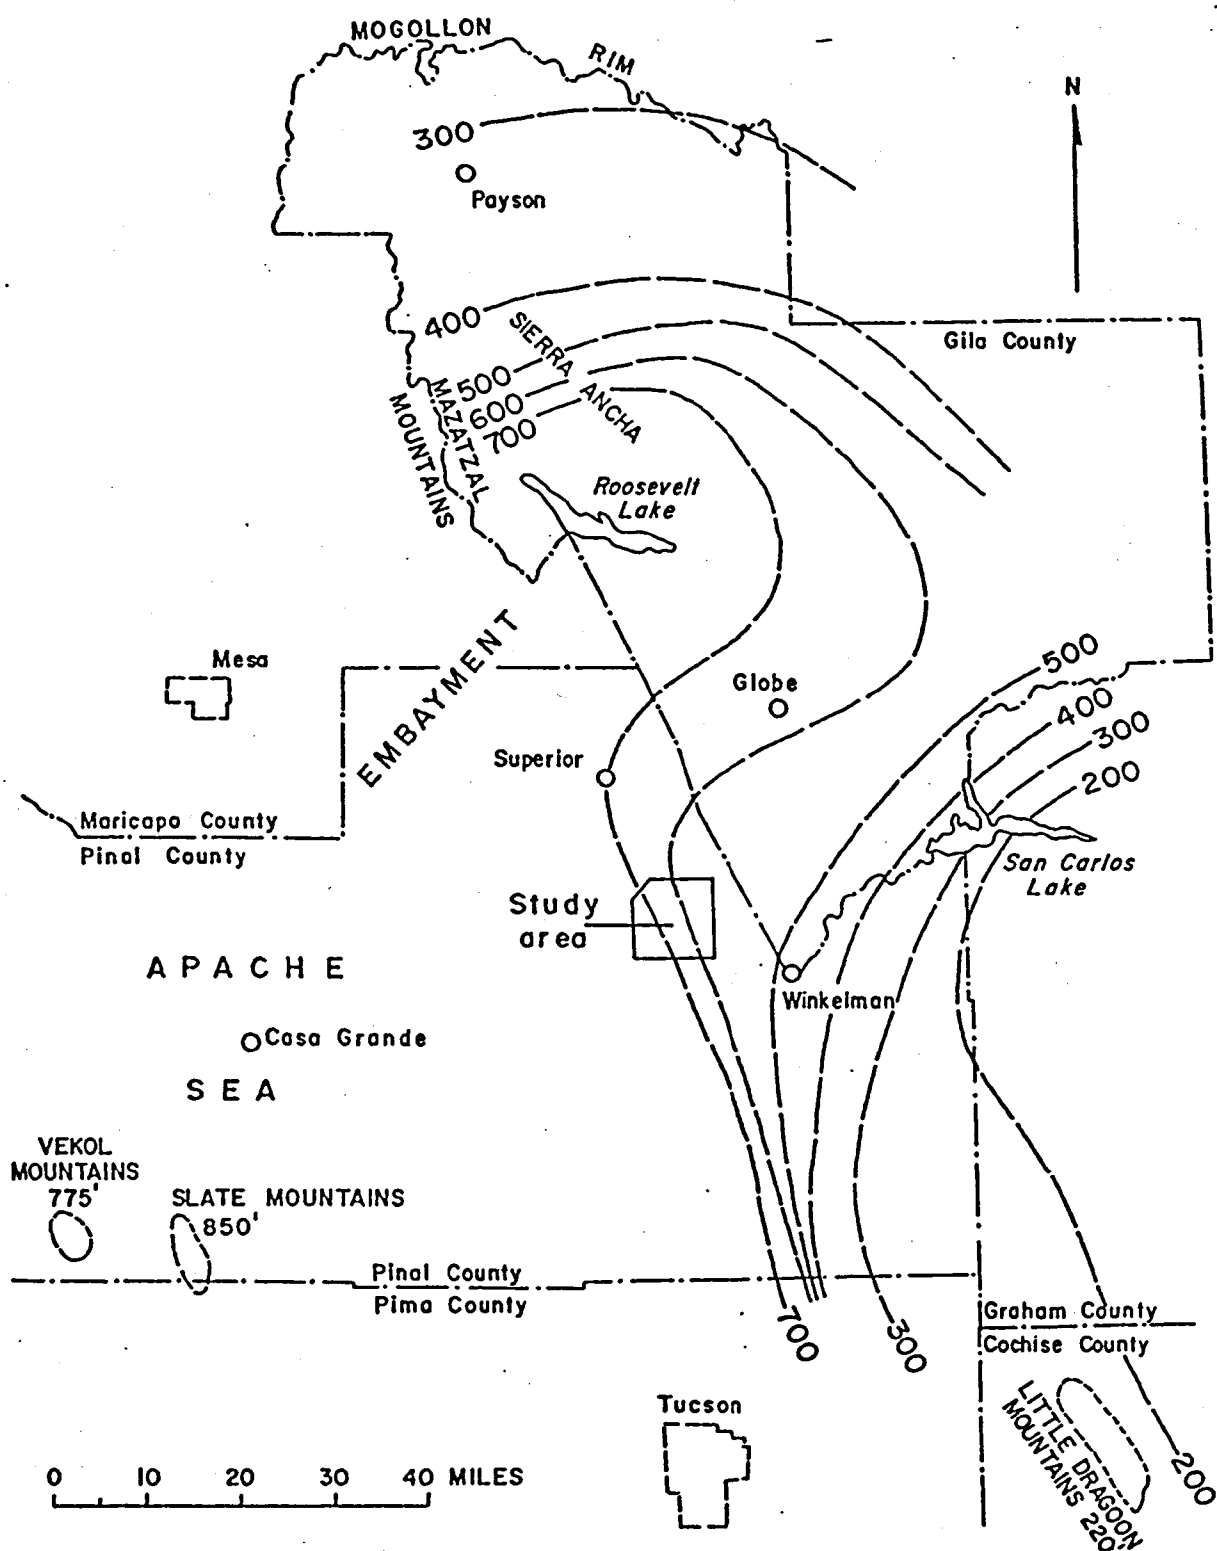 MOGOLLON
RIM
N
300
Payson
400
SIERRA
ANCHA
Gila County
500
600
700
MAZATZAL
MOUNTAINS
Roosevelt
Lake
EMBAYMENT
Mesa
Globe
500
400
300
200
Superior
Maricapa County
Pinal County
San Carlos
Lake
Study
area
APACHE
Winkelman
Casa Grande
SEA
VEKOL
MOUNTAINS
775'
SLATE MOUNTAINS
850'
Pinal County
Pima County
700
300
Graham County
Cochise County
Tucson
LITTLE DRAGOON
MOUNTAINS 220'
200
0 10 20 30 40 MILES